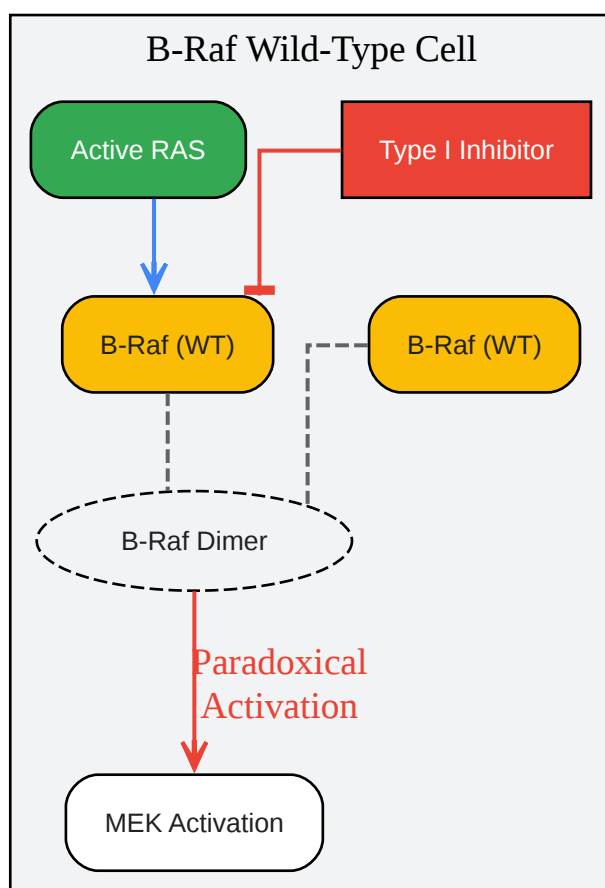 B-Raf Wild-Type Cell
Active RAS
Type I Inhibitor
B-Raf (WT)
B-Raf (WT)
B-Raf Dimer
Paradoxical
Activation
MEK Activation